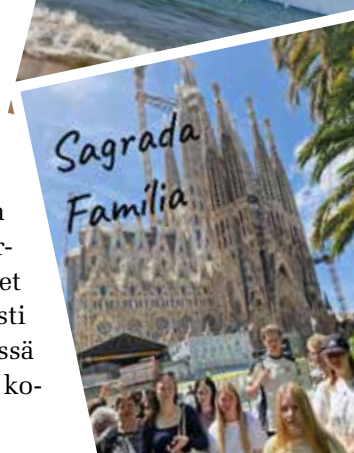 Sagrada
Família
et
sti
ssä
ko-